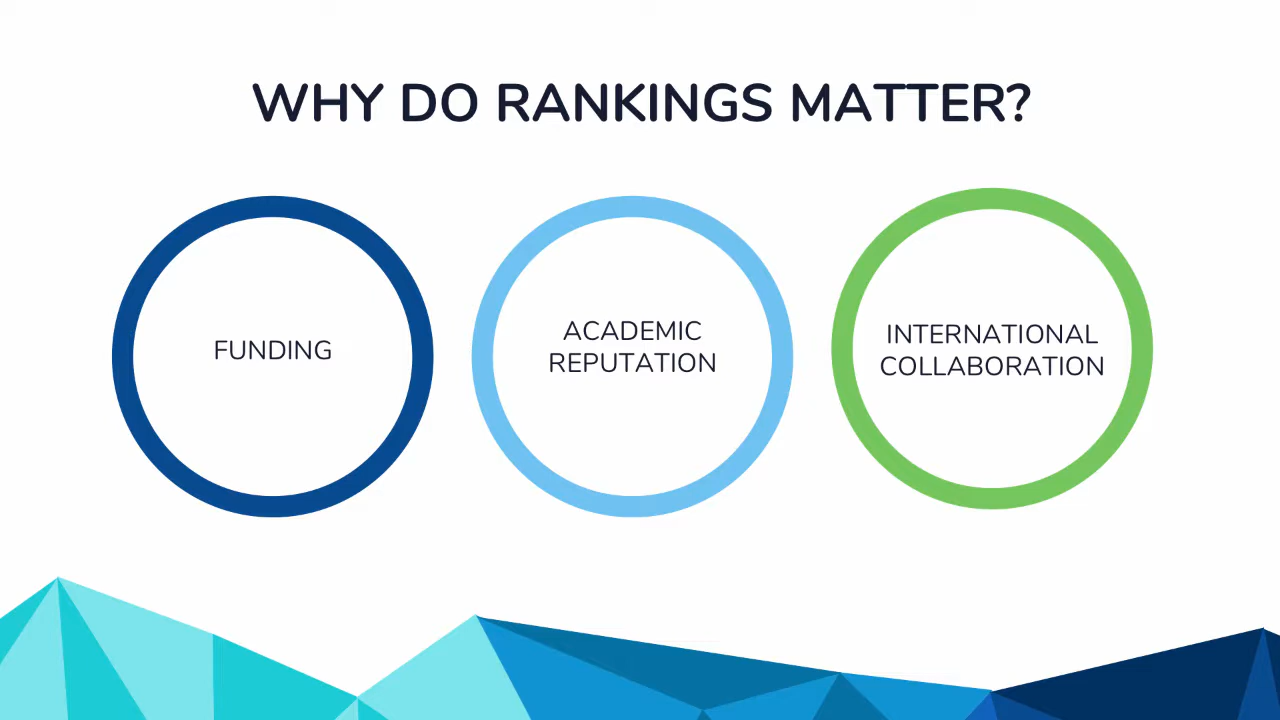 WHY DO RANKINGS MATTER?
FUNDING
ACADEMIC
REPUTATION
INTERNATIONAL
COLLABORATION